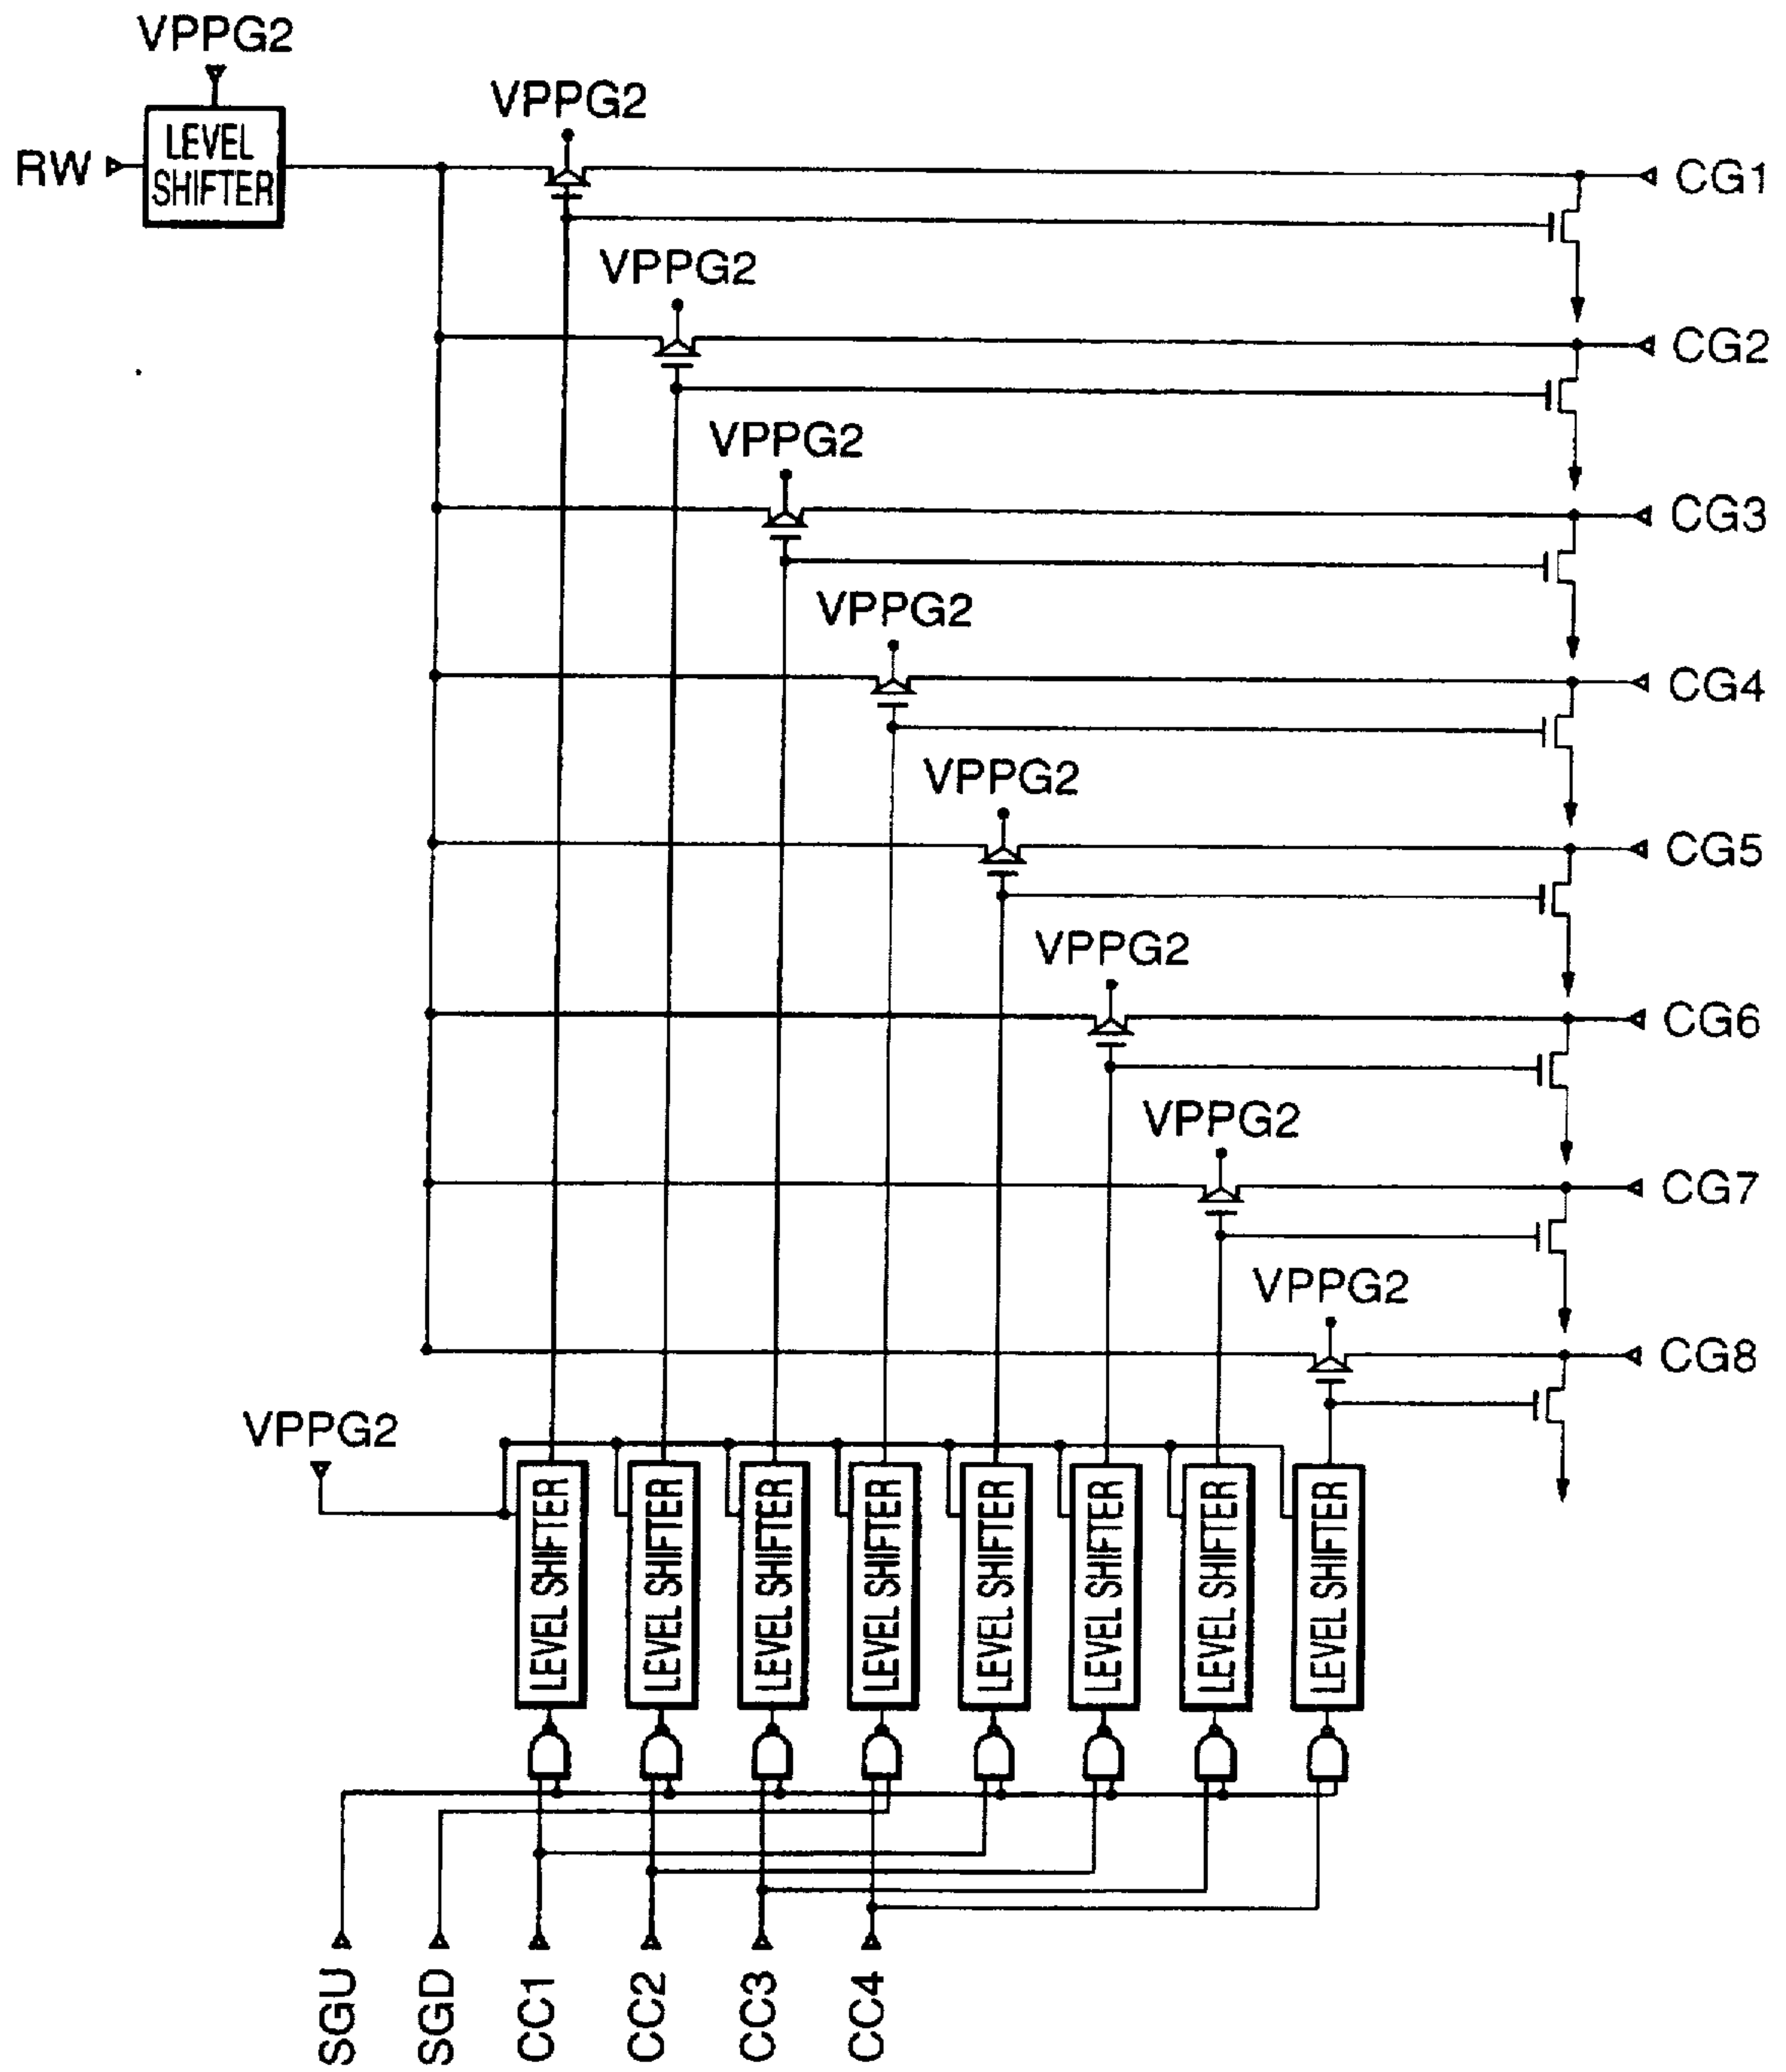 VPPG2
LEVEL
SHIFTER
RW
VPPG2
CG1
VPPG2
CG2
VPPG2
CG3
VPPG2
CG4
VPPG2
CG5
VPPG2
CG6
VPPG2
CG7
VPPG2
CG8
VPPG2
LEVEL SHIFTER
LEVEL SHIFTER
LEVEL SHIFTER
LEVEL SHIFTER
LEVEL SHIFTER
LEVEL SHIFTER
LEVEL SHIFTER
LEVEL SHIFTER
SGU
SGD
CC1
CC2
CC3
CC4